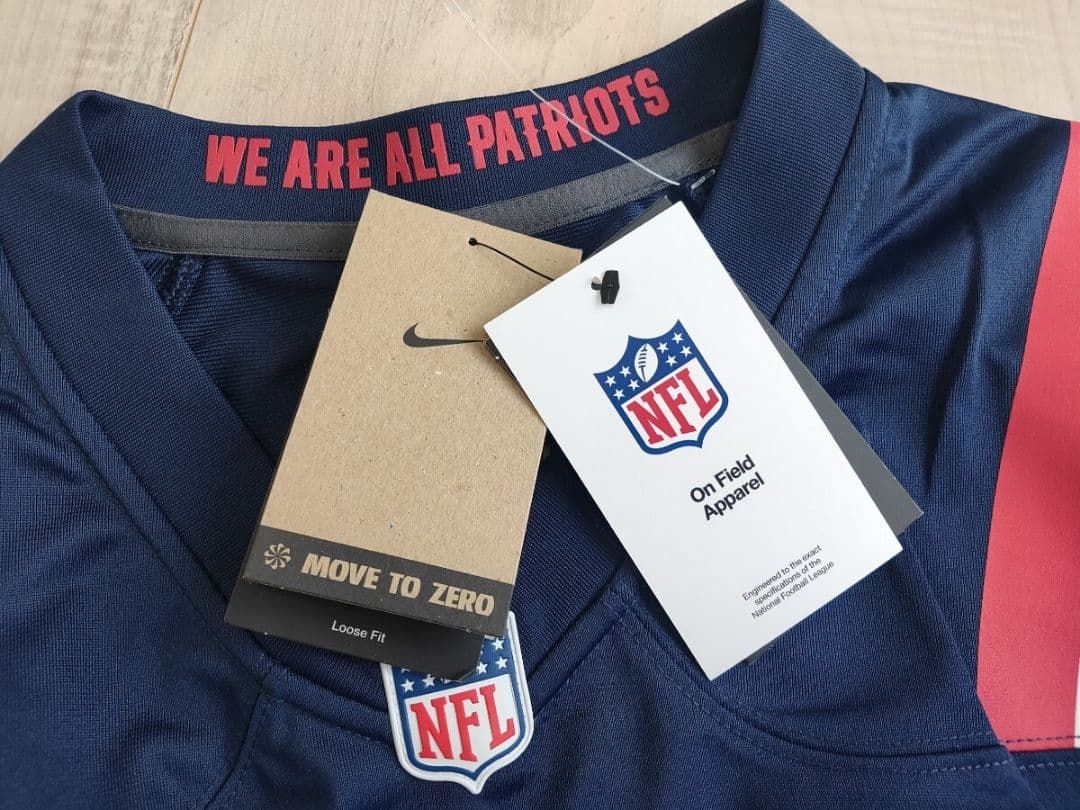 WE ARE ALL PATRIOTS
NFL
On Field
Apparel
Engineered to the exact
specifications of the
National Football League
MOVE TO ZERO
Loose Fit
NFL